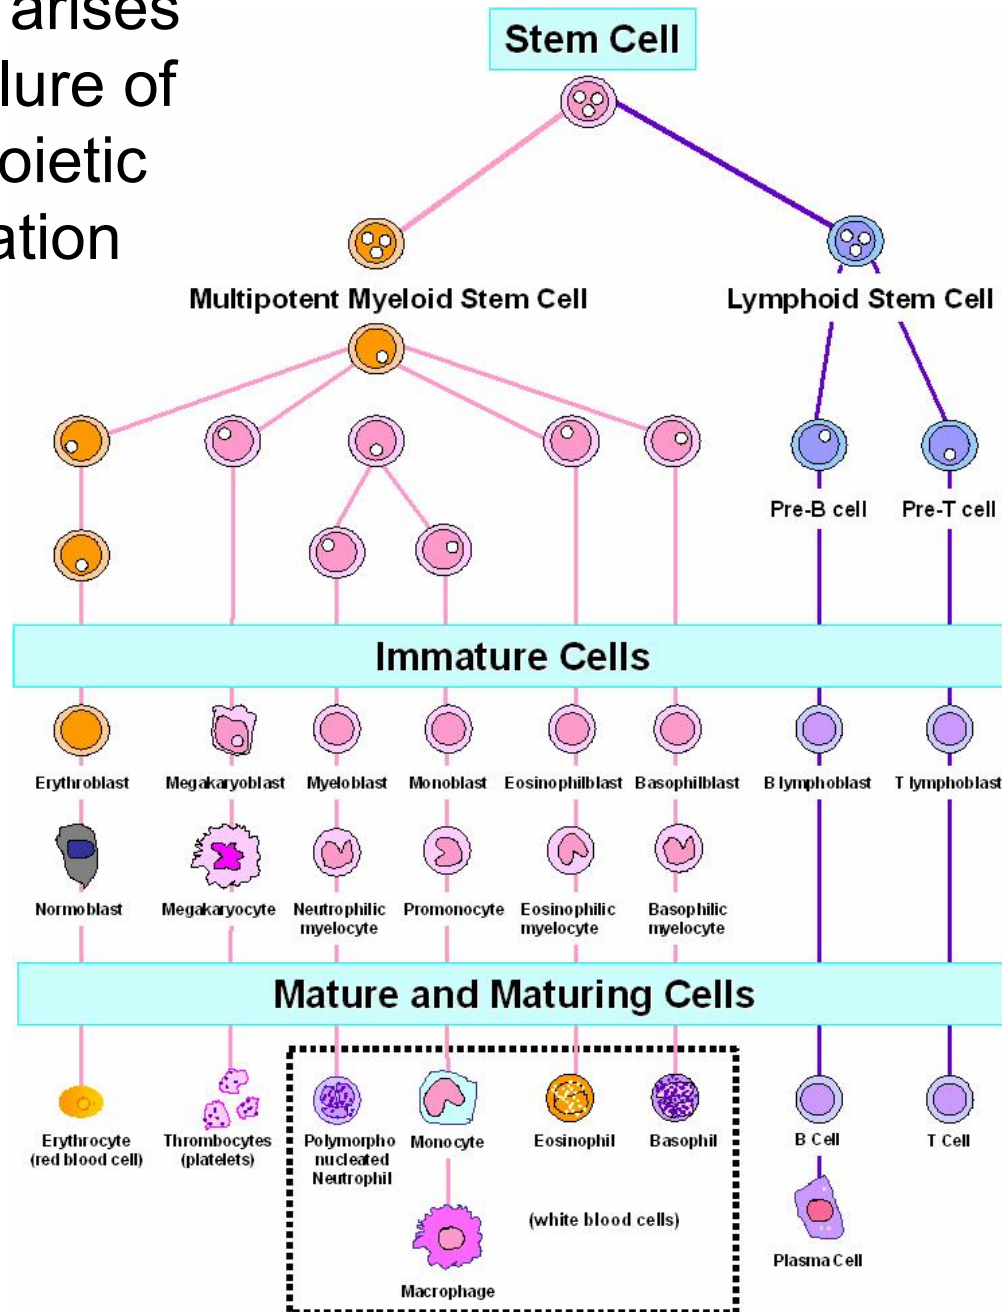 arises
lure of
oietic
ation
Stem Cell
Multipotent Myeloid Stem Cell
Lymphoid Stem Cell
Pre-B cell
Pre-T cell
Immature Cells
Erythroblast
Megakaryoblast
Myeloblast
Monoblast
Eosinophilblast
Basophilblast
B lymphoblast
T lymphoblast
Normoblast
Megakaryocyte
Neutrophilic
myelocyte
Promonocyte
Eosinophilic
myelocyte
Basophilic
myelocyte
Mature and Maturing Cells
Erythrocyte
(red blood cell)
Thrombocytes
(platelets)
Polymorpho
nucleated
Neutrophil
Monocyte
Eosinophil
Basophil
B Cell
T Cell
(white blood cells)
Plasma Cell
Macrophage